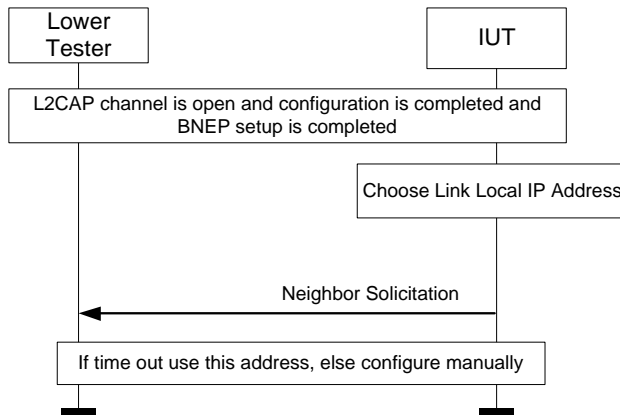 Lower
Tester
IUT
L2CAP channel is open and configuration is completed and
BNEP setup is completed
Choose Link Local IP Address
Neighbor Solicitation
If time out use this address, else configure manually